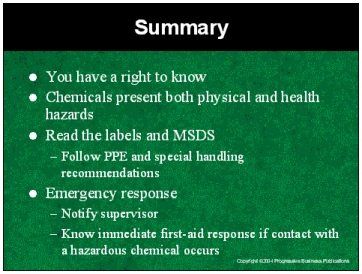 Summary
You have a right to know
Chemicals present both physical and health
hazards
Read the labels and MSDS
– Follow PPE and special handling
recommendations
Emergency response
– Notify supervisor
– Know immediate first-aid response if contact with
a hazardous chemical occurs
Copyright ©2004 Progressive Business Publications